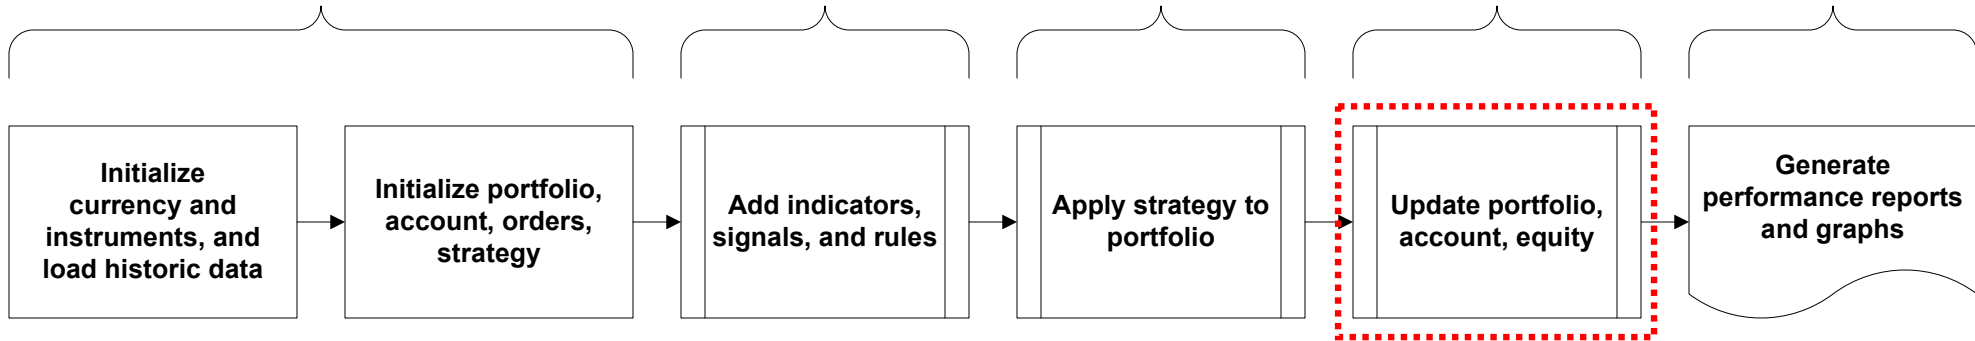 Initialize
currency and
instruments, and
load historic data
Initialize portfolio,
account, orders,
strategy
Add indicators,
signals, and rules
Apply strategy to
portfolio
Update portfolio,
account, equity
Generate
performance reports
and graphs